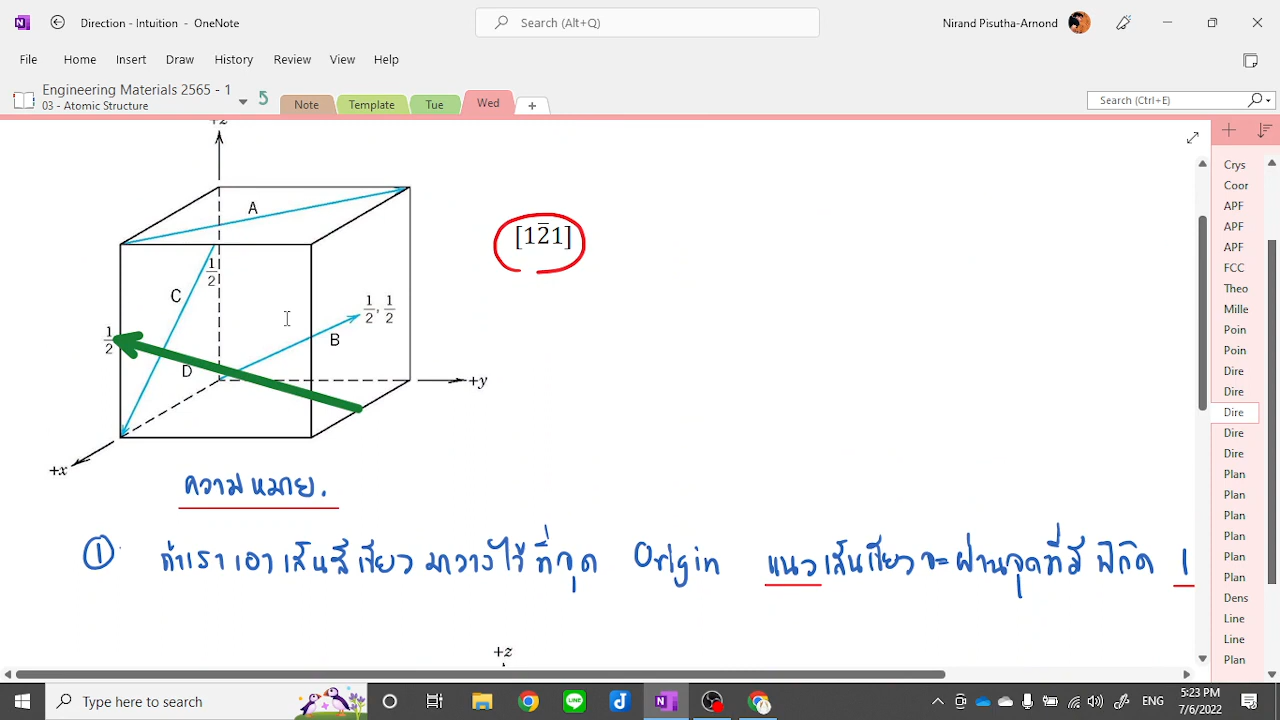 Direction - Intuition - OneNote
Search (Alt+Q)
Nirand Pisutha-Arnond
File Home Insert Draw History Review View Help
Engineering Materials 2565 - 1
03 - Atomic Structure
Note Template Tue Wed
Search (Ctrl+E)
+z
A
[12̅1]
1/2
C
1/2, 1/2
1/2
B
D
+y
+x
ความหมาย.
① ถ้าเราเอาเส้นสีเขียวมาวางไว้ที่จุด Origin แนวเส้นเขียวจะผ่านจุดที่มีพิกัด 1
+z
Crys
Coor
APF
APF
APF
FCC
Theo
Mille
Poin
Poin
Dire
Dire
Dire
Dire
Dire
Plan
Plan
Plan
Plan
Plan
Plan
Dens
Line
Line
Plan
Type here to search
ENG
5:23 PM
7/6/2022